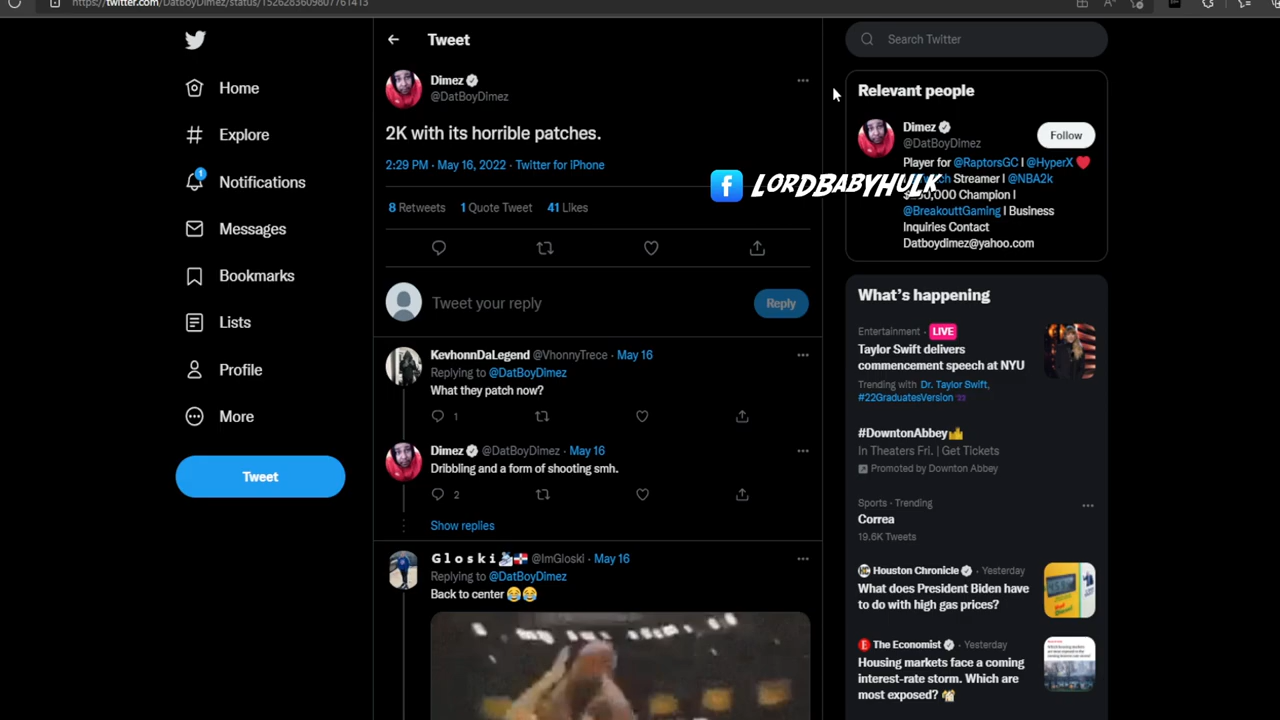 https://twitter.com/DatBoyDimez/status/1526283609807761413
Home
Explore
1
Notifications
Messages
Bookmarks
Lists
Profile
More
Tweet
Tweet
Dimez
@DatBoyDimez
2K with its horrible patches.
2:29 PM · May 16, 2022 · Twitter for iPhone
8 Retweets 1 Quote Tweet 41 Likes
Tweet your reply
Reply
KevhonnDaLegend @VhonnyTrece · May 16
Replying to @DatBoyDimez
What they patch now?
1
Dimez @DatBoyDimez · May 16
Dribbling and a form of shooting smh.
2
Show replies
G l o s k i @ImGloski · May 16
Replying to @DatBoyDimez
Back to center 😂😂
f LORDBABYHULK
Search Twitter
Relevant people
Dimez
@DatBoyDimez
Follow
Player for @RaptorsGC | @HyperX ❤️
Streamer | @NBA2k
Champion |
@BreakouttGaming | Business
Inquiries Contact
Datboydimez@yahoo.com
What's happening
Entertainment · LIVE
Taylor Swift delivers
commencement speech at NYU
Trending with Dr. Taylor Swift,
#22GraduatesVersion
#DowntonAbbey
In Theaters Fri. | Get Tickets
Promoted by Downton Abbey
Sports · Trending
Correa
19.6K Tweets
Houston Chronicle · Yesterday
What does President Biden have
to do with high gas prices?
The Economist · Yesterday
Housing markets face a coming
interest-rate storm. Which are
most exposed?